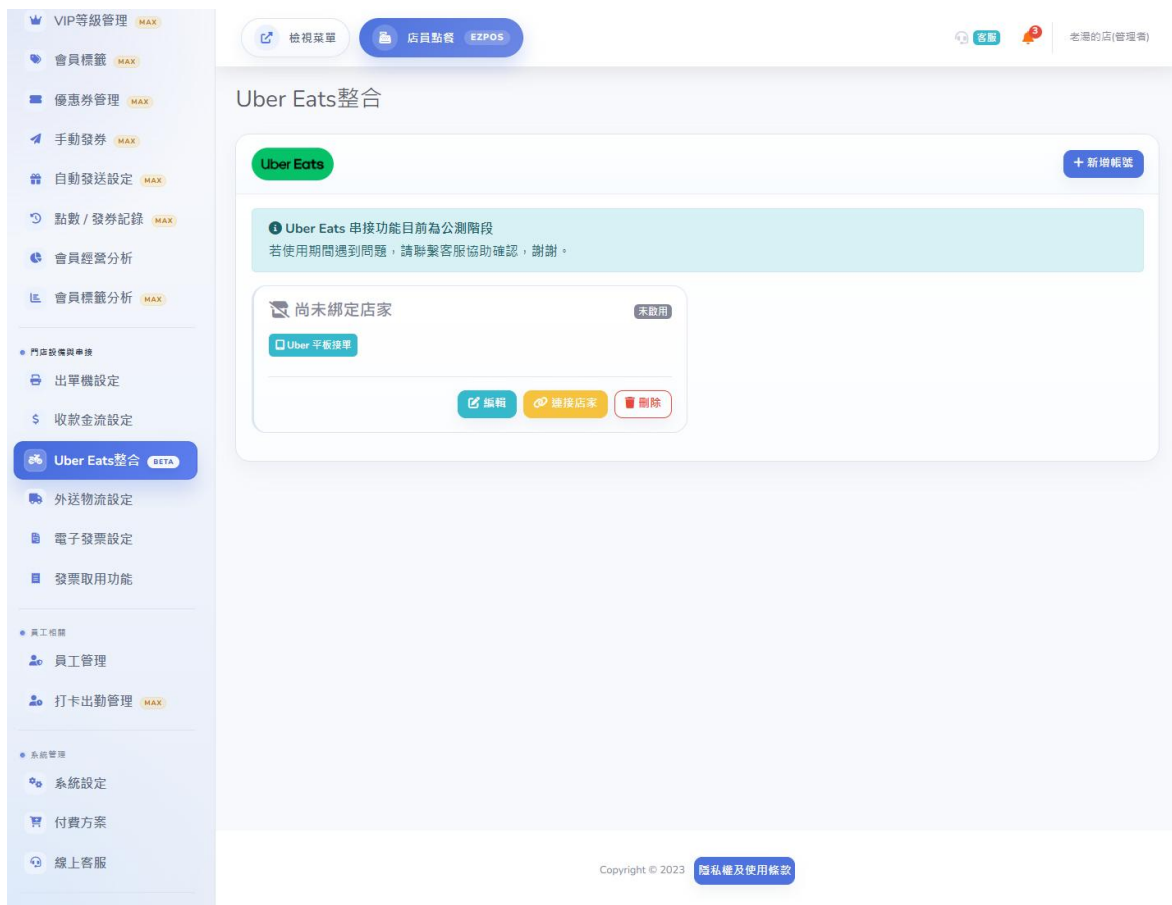 VIP等級管理 MAX
會員標籤 MAX
優惠券管理 MAX
手動發券 MAX
自動發送設定 MAX
點數 / 發券記錄 MAX
會員經營分析
會員標籤分析 MAX
門店設備與串接
出單機設定
收款金流設定
Uber Eats整合 BETA
外送物流設定
電子發票設定
發票取用功能
員工相關
員工管理
打卡出勤管理 MAX
系統管理
系統設定
付費方案
線上客服
檢視菜單
店員點餐 EZPOS
客服
3
老湯的店(管理者)
Uber Eats整合
Uber Eats
+ 新增帳號
Uber Eats 串接功能目前為公測階段
若使用期間遇到問題，請聯繫客服協助確認，謝謝。
尚未綁定店家
未啟用
Uber 平板接單
編輯
連接店家
刪除
Copyright © 2023 隱私權及使用條款